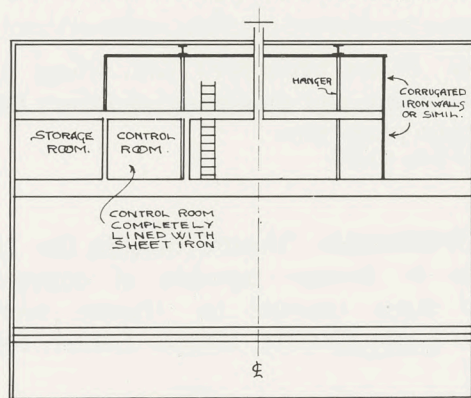 HANGER
CORRUGATED
IRON WALLS
OR SIMIL.
STORAGE
ROOM.
CONTROL
ROOM.
CONTROL ROOM
COMPLETELY
LINED WITH
SHEET IRON
℄